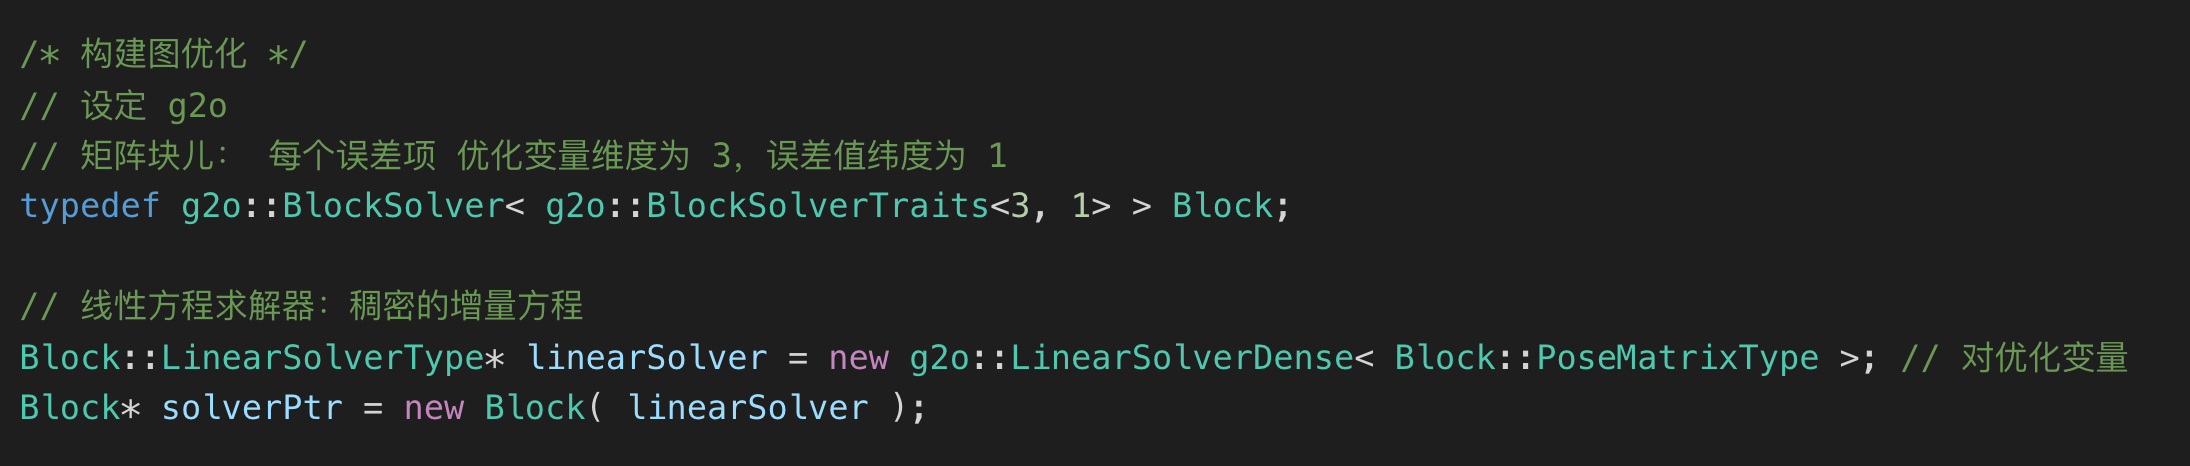 /* 构建图优化 */
// 设定 g2o
// 矩阵块儿： 每个误差项 优化变量维度为 3，误差值纬度为 1
typedef g2o::BlockSolver< g2o::BlockSolverTraits<3, 1> > Block;
// 线性方程求解器：稠密的增量方程
Block::LinearSolverType* linearSolver = new g2o::LinearSolverDense< Block::PoseMatrixType >; // 对优化变量
Block* solverPtr = new Block( linearSolver );